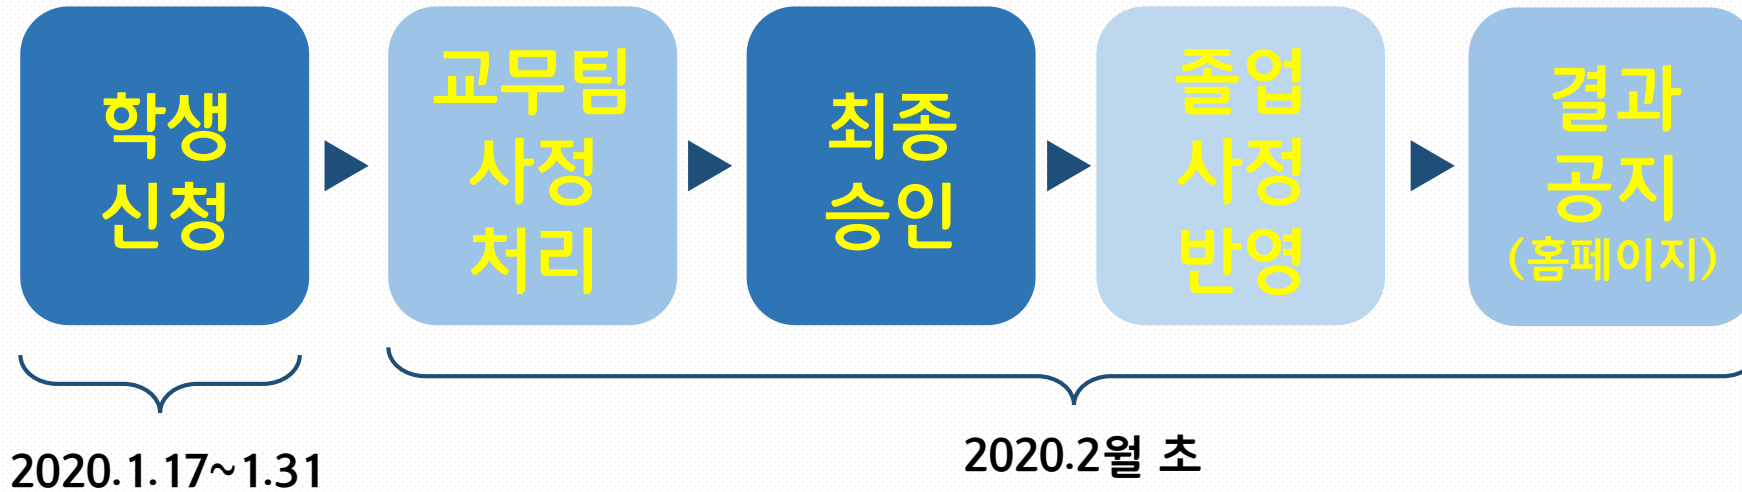 학생
신청
교무팀
사정
처리
최종
승인
졸업
사정
반영
결과
공지
(홈페이지)
2020.1.17~1.31
2020.2월 초